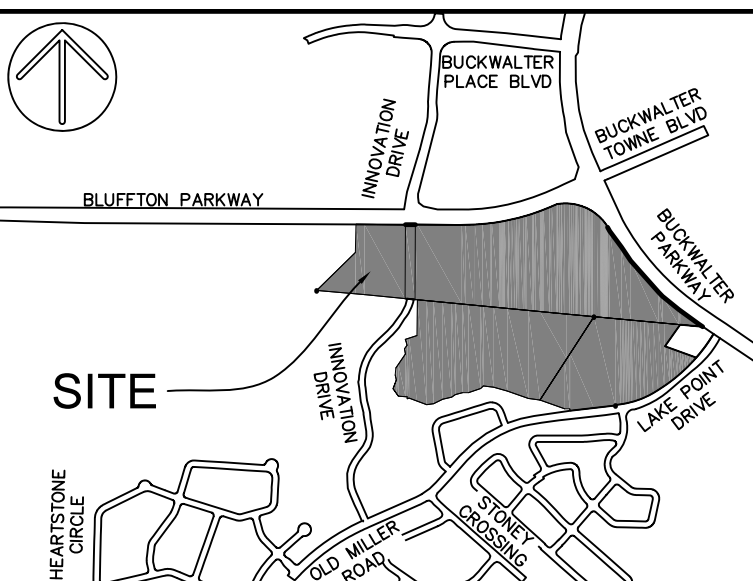 BUCKWALTER
PLACE BLVD
BUCKWALTER
TOWNE BLVD
INNOVATION
DRIVE
BLUFFTON PARKWAY
BUCKWALTER
PARKWAY
INNOVATION
DRIVE
SITE
LAKE POINT
DRIVE
HEARTSTONE
CIRCLE
STONEY
CROSSING
OLD MILLER
ROAD